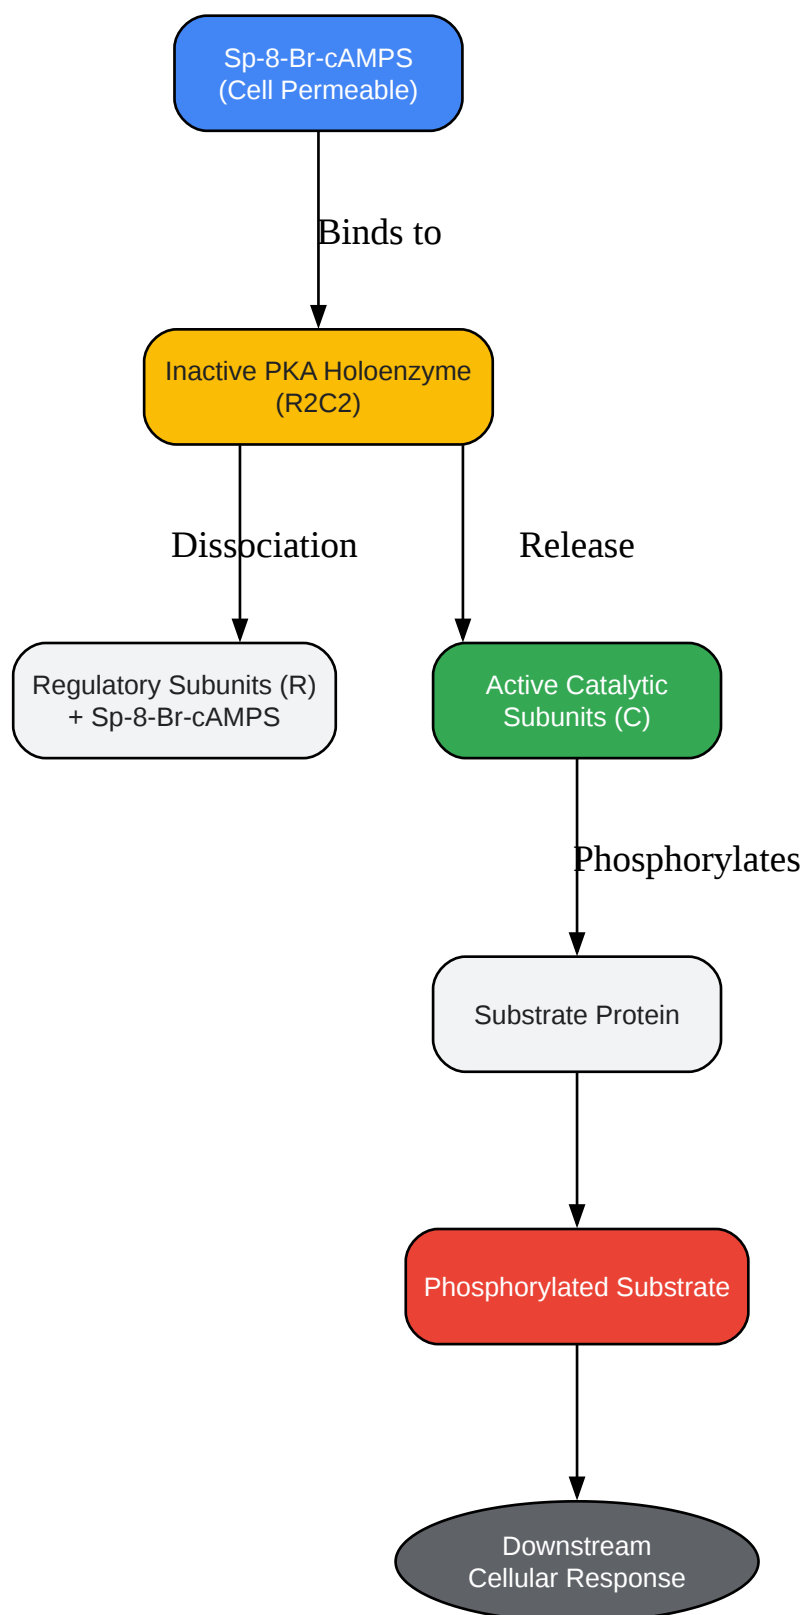 Sp-8-Br-cAMPS
(Cell Permeable)
Binds to
Inactive PKA Holoenzyme
(R2C2)
Dissociation
Release
Regulatory Subunits (R)
+ Sp-8-Br-cAMPS
Active Catalytic
Subunits (C)
Phosphorylates
Substrate Protein
Phosphorylated Substrate
Downstream
Cellular Response